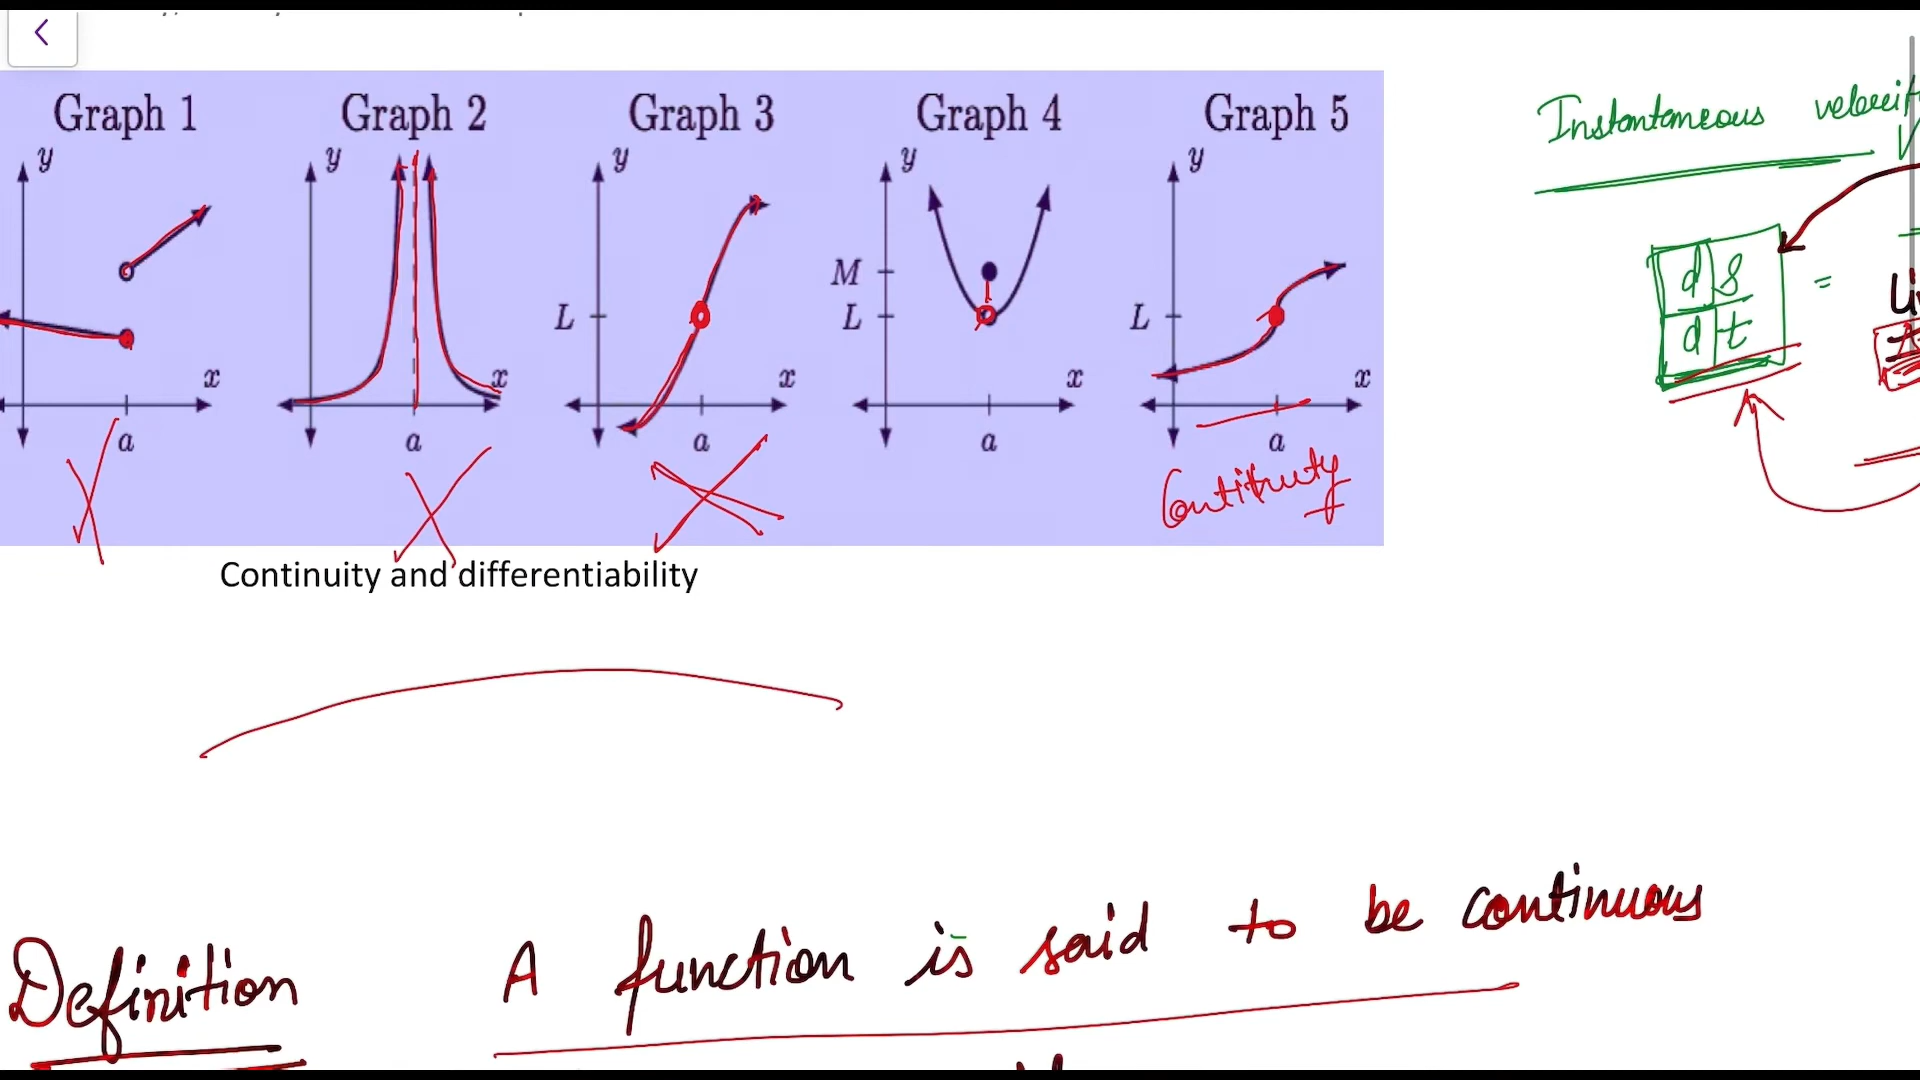 Graph 1 Graph 2 Graph 3 Graph 4 Graph 5
y y y y y
M
L L L
x x x x x
a a a a a
Contitnuty
Continuity and differentiability
Instantaneous
ds
dt
=
Definition A function is said to be continuous